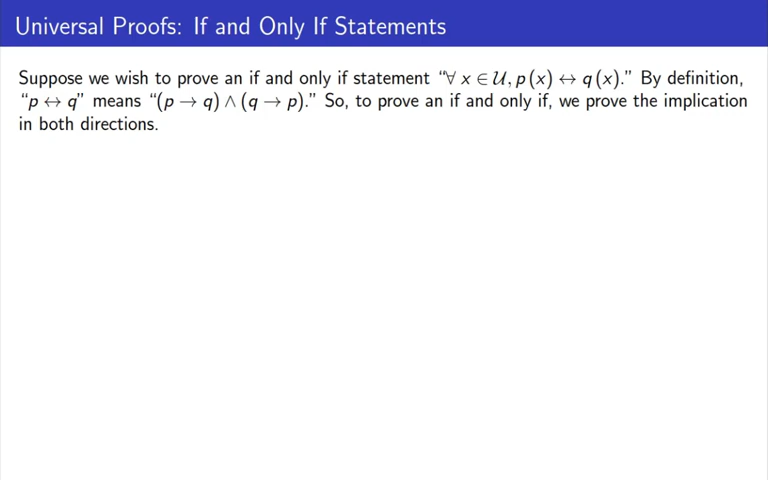 Universal Proofs: If and Only If Statements
Suppose we wish to prove an if and only if statement “∀ x ∈ 𝒰, p (x) ↔ q (x).” By definition,
“p ↔ q” means “(p → q) ∧ (q → p).” So, to prove an if and only if, we prove the implication
in both directions.